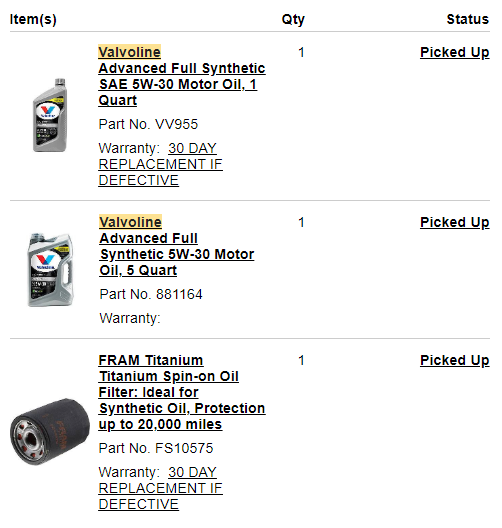 Item(s) Qty Status
Valvoline 1 Picked Up
Advanced Full Synthetic
SAE 5W-30 Motor Oil, 1
Quart
Part No. VV955
Warranty: 30 DAY
REPLACEMENT IF
DEFECTIVE
Valvoline 1 Picked Up
Advanced Full
Synthetic 5W-30 Motor
Oil, 5 Quart
Part No. 881164
Warranty:
FRAM Titanium 1 Picked Up
Titanium Spin-on Oil
Filter: Ideal for
Synthetic Oil, Protection
up to 20,000 miles
Part No. FS10575
Warranty: 30 DAY
REPLACEMENT IF
DEFECTIVE